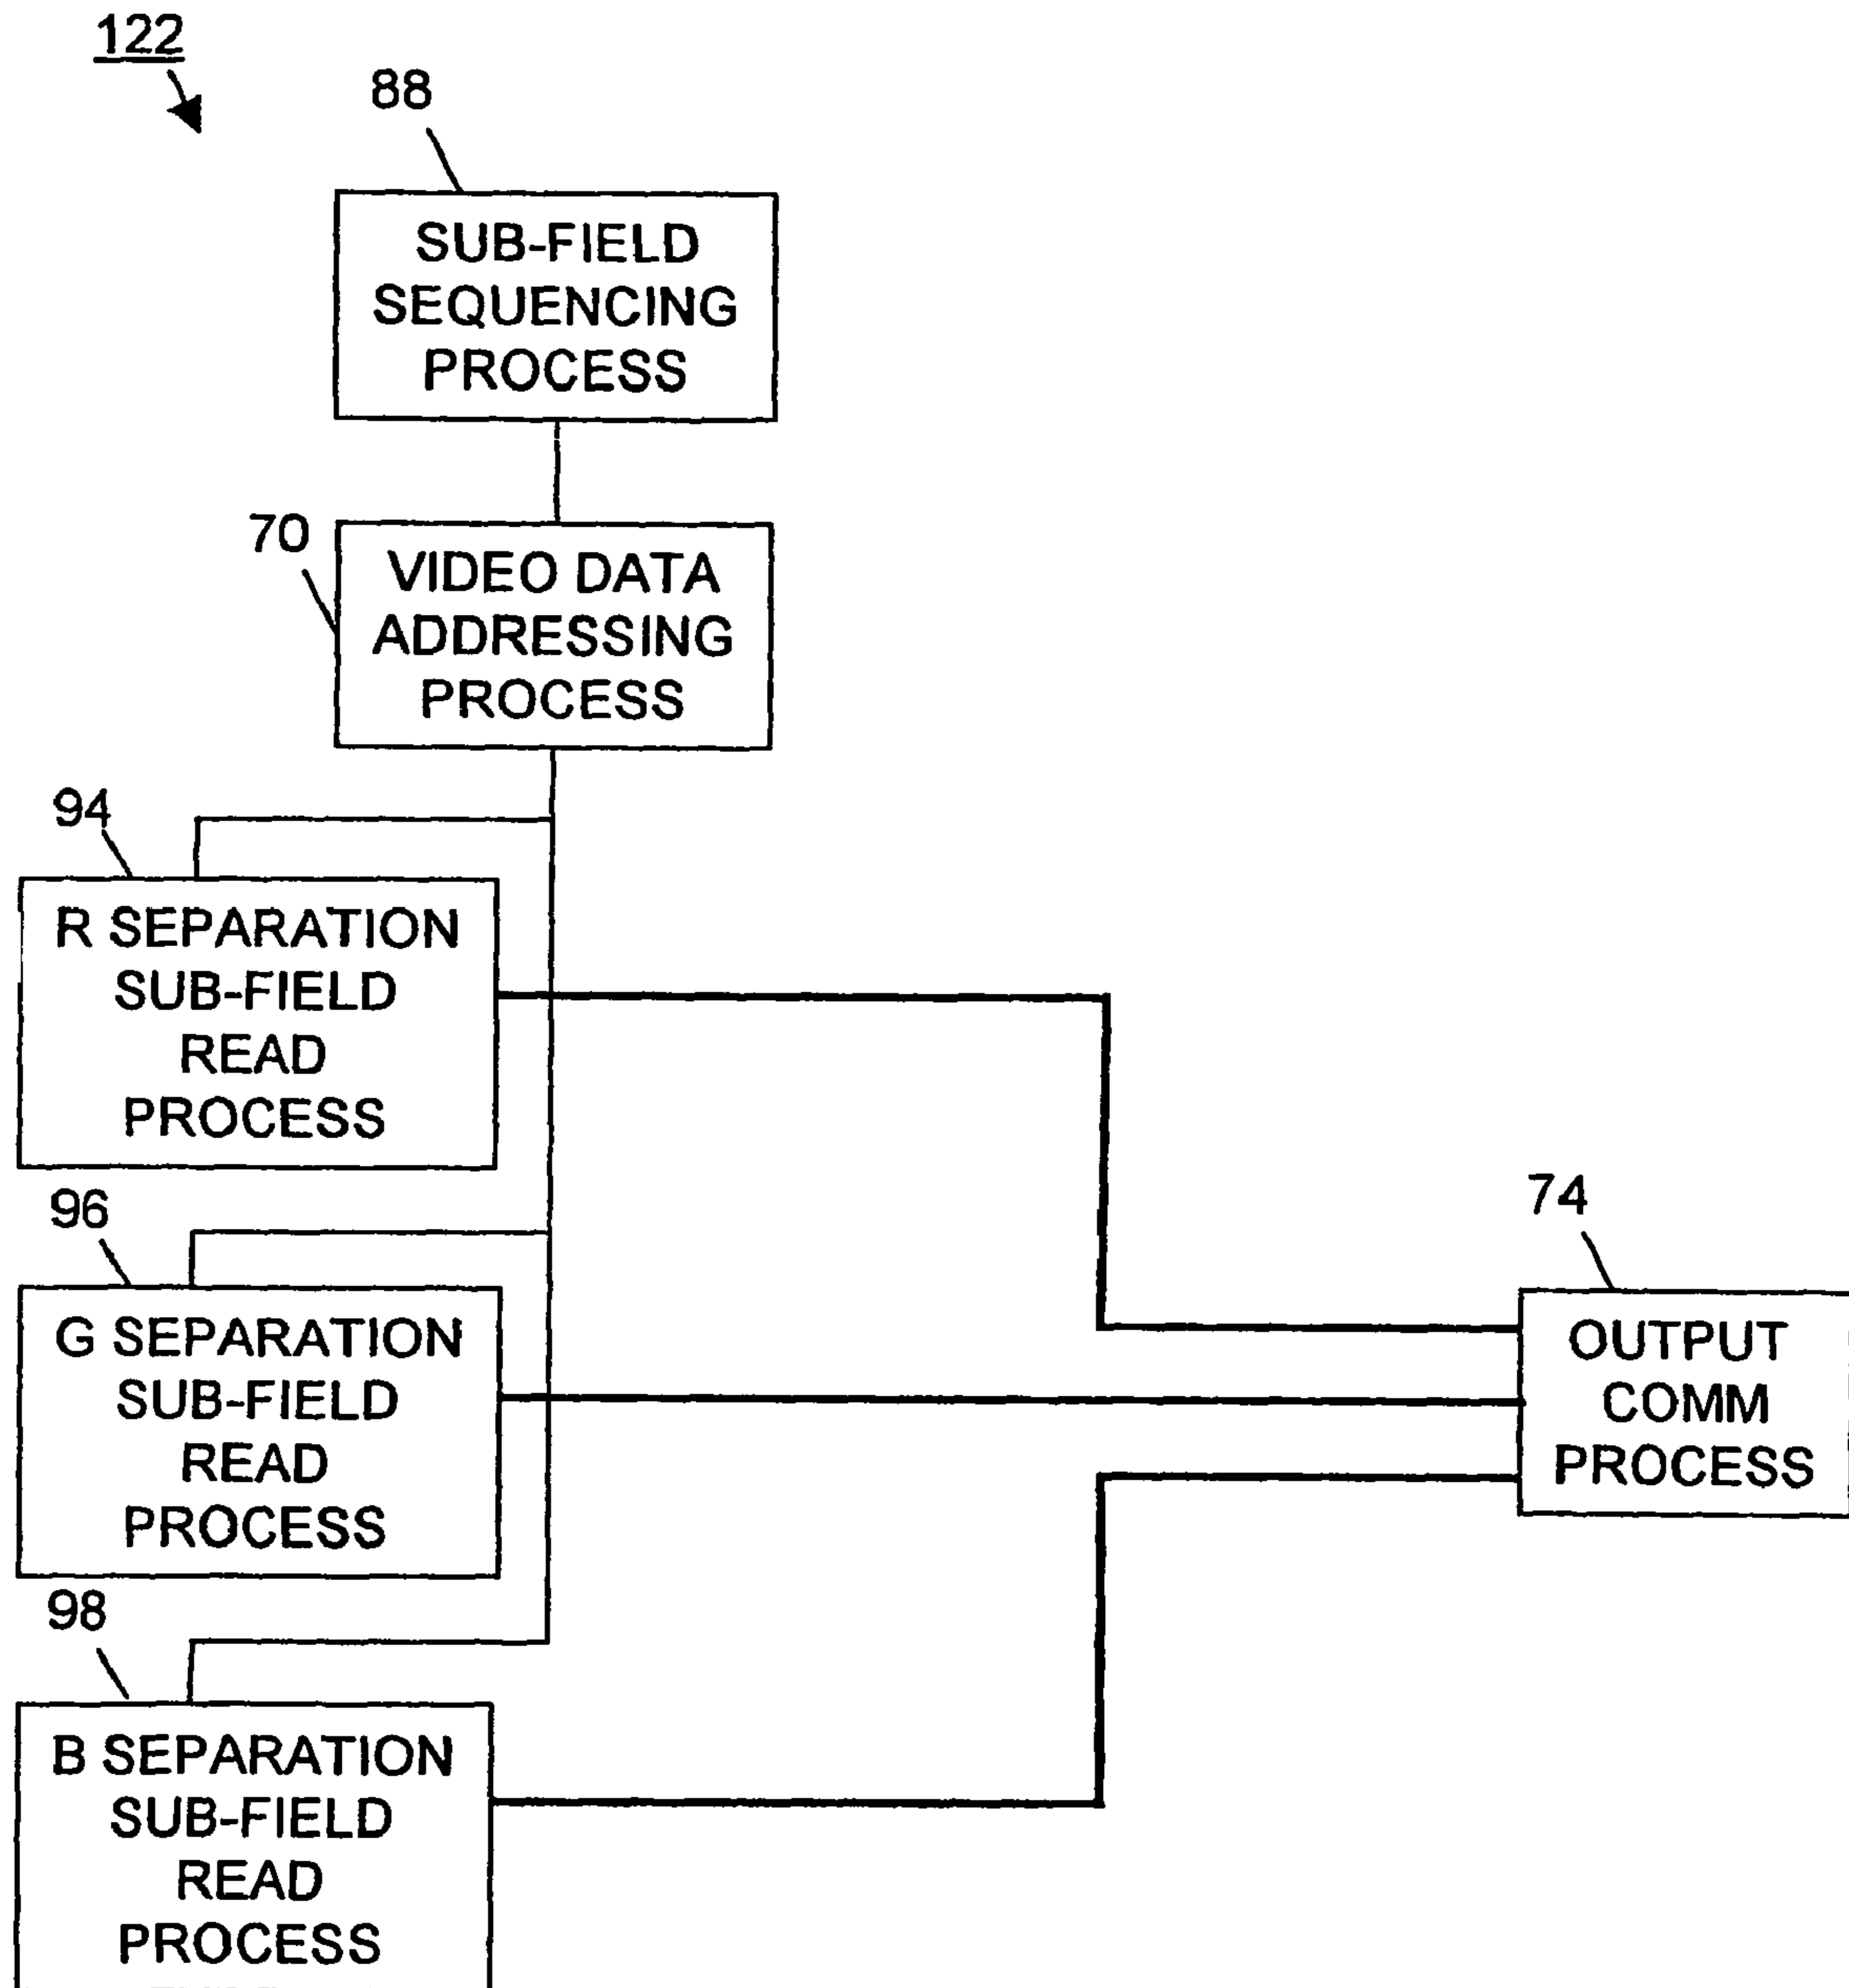 122
88
SUB-FIELD
SEQUENCING
PROCESS
70
VIDEO DATA
ADDRESSING
PROCESS
94
R SEPARATION
SUB-FIELD
READ
PROCESS
96
G SEPARATION
SUB-FIELD
READ
PROCESS
74
OUTPUT
COMM
PROCESS
98
B SEPARATION
SUB-FIELD
READ
PROCESS